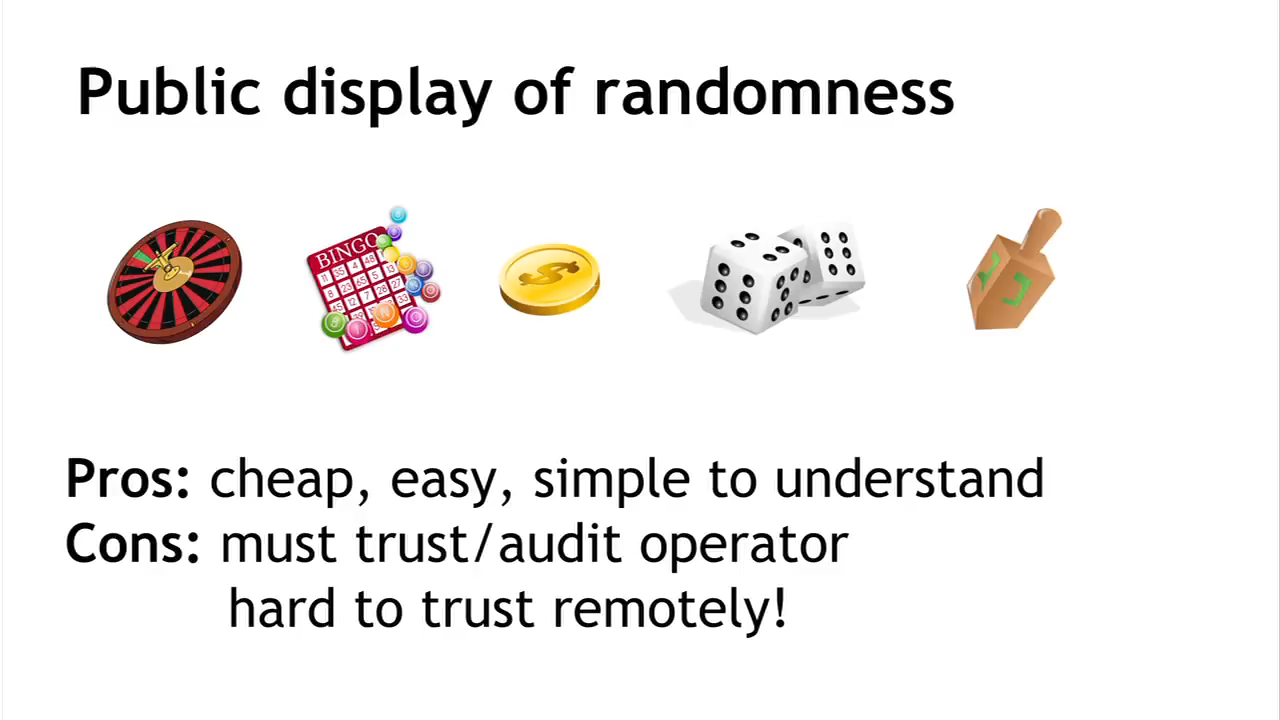 Public display of randomness
BINGO
$
Pros: cheap, easy, simple to understand
Cons: must trust/audit operator
hard to trust remotely!